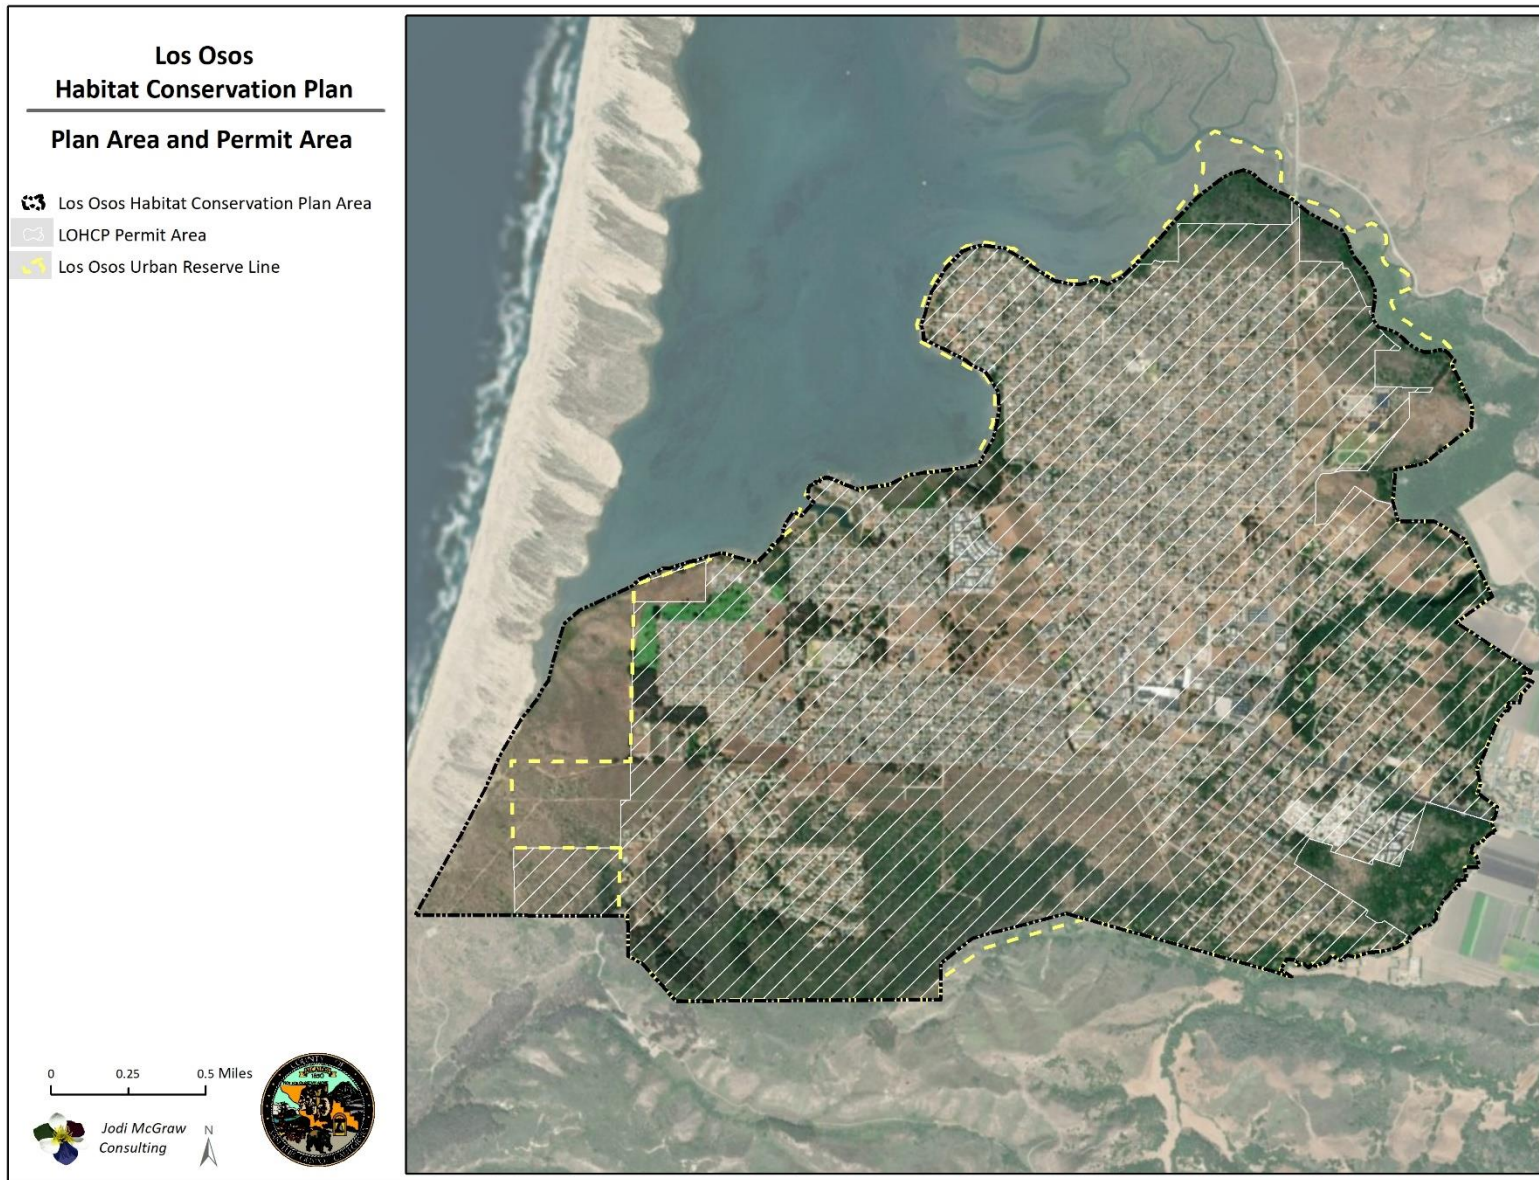 Los Osos
Habitat Conservation Plan
Plan Area and Permit Area
Los Osos Habitat Conservation Plan Area
LOHCP Permit Area
Los Osos Urban Reserve Line
0 0.25 0.5 Miles
Jodi McGraw
Consulting
N